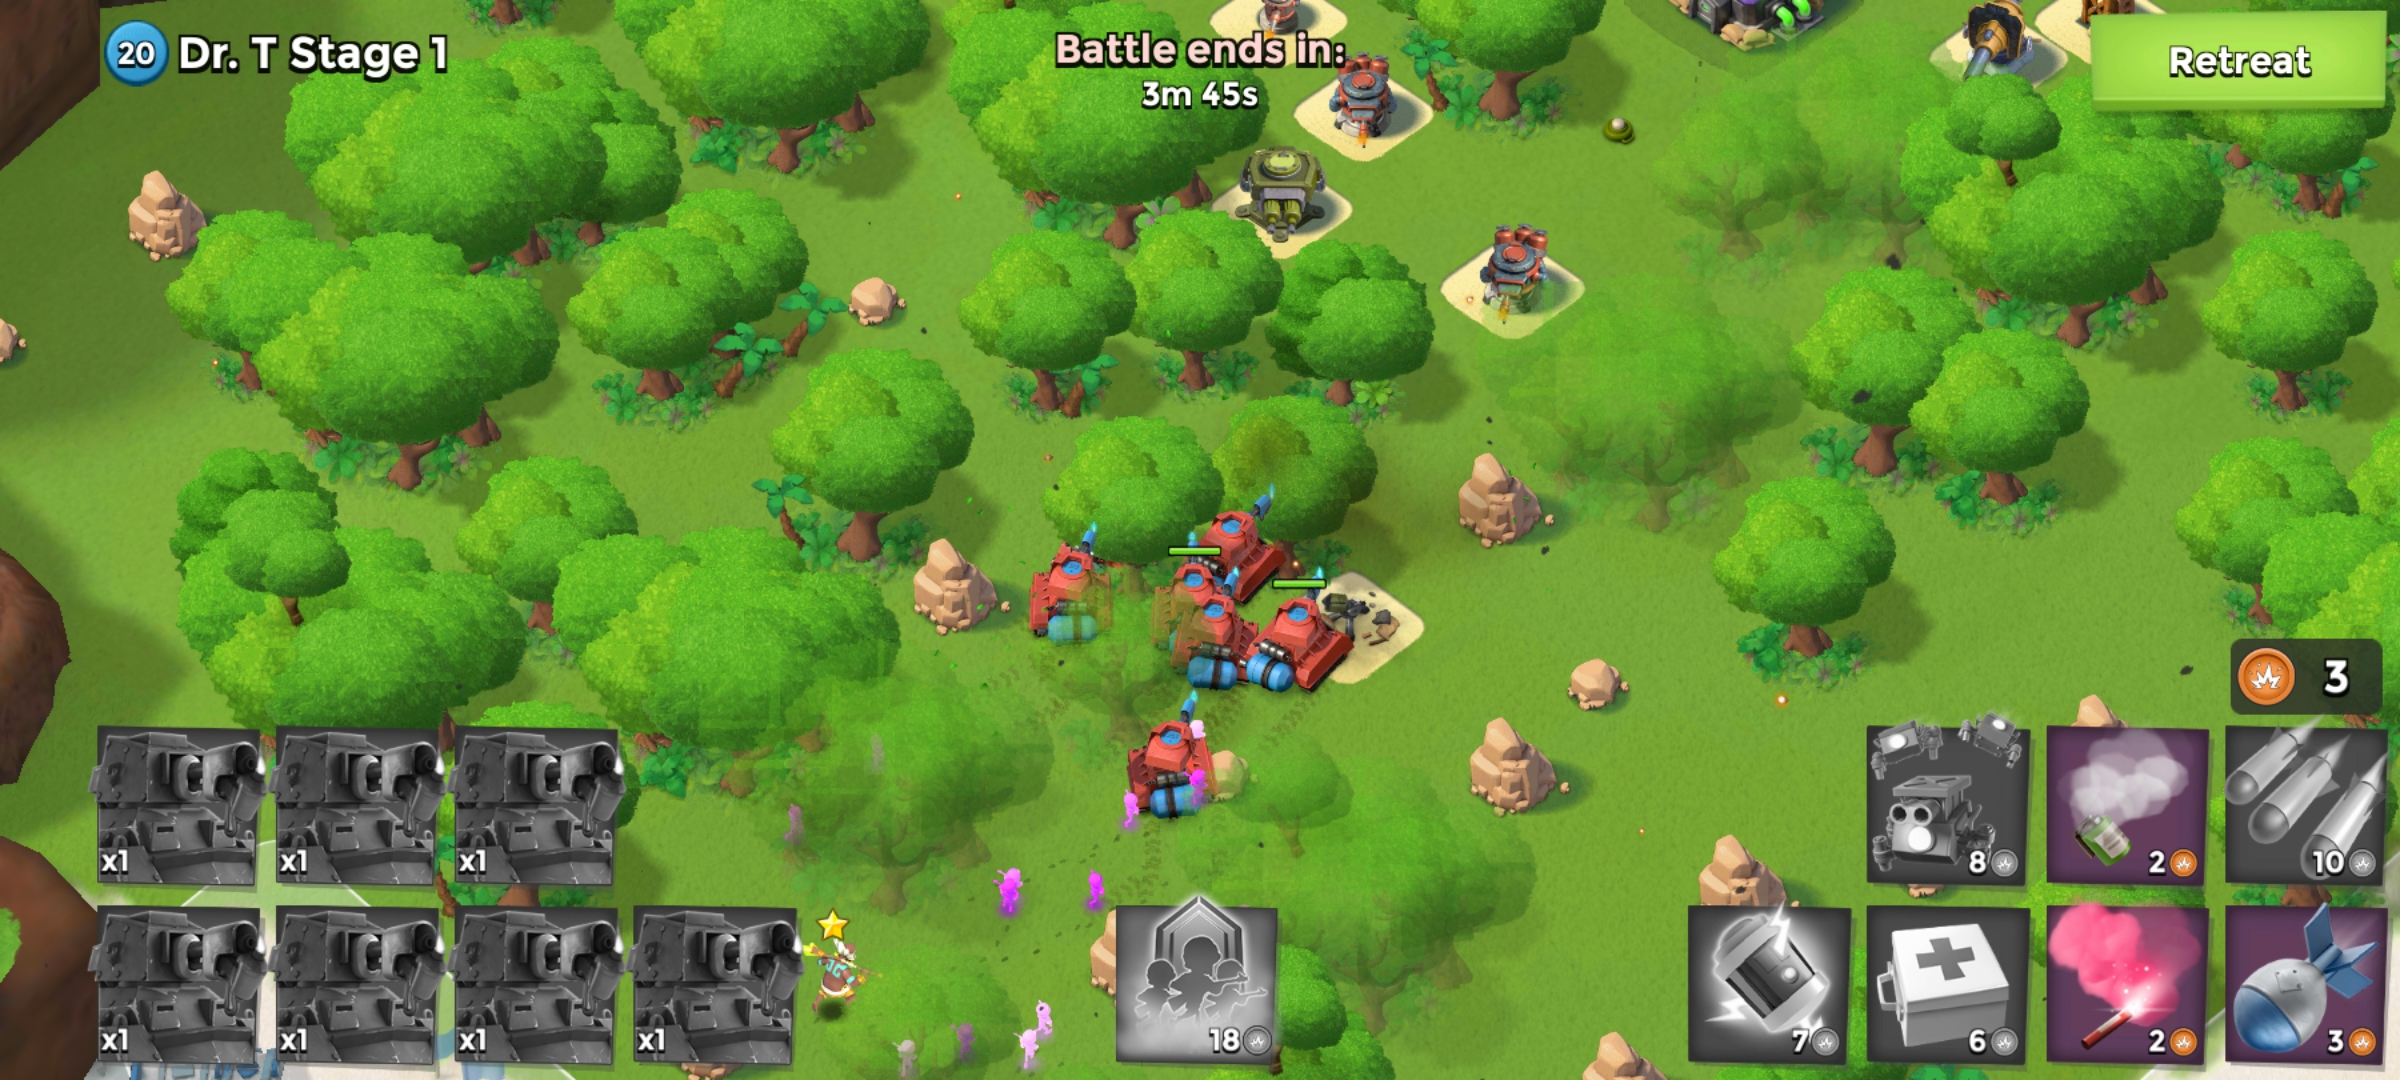 20 Dr. T Stage 1
Battle ends in:
3m 45s
Retreat
3
x1 x1 x1
8 2 10
x1 x1 x1 x1
18
7 6 2 3